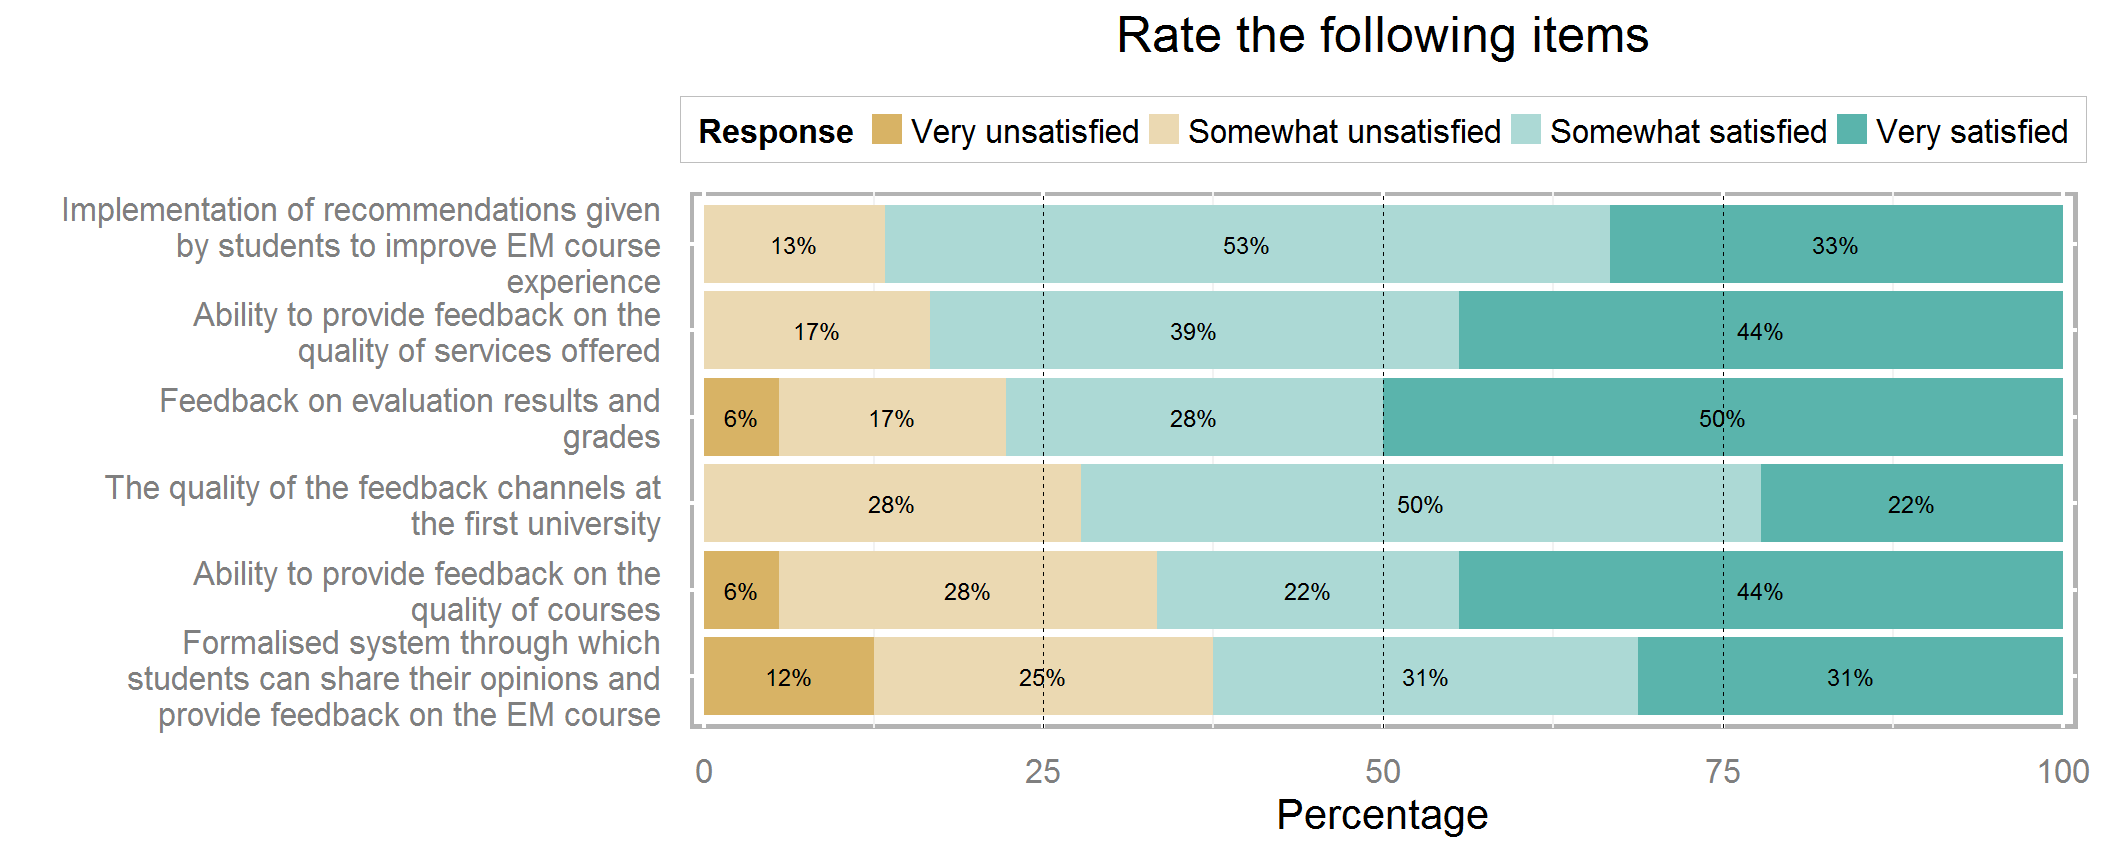 Rate the following items
Response Very unsatisfied Somewhat unsatisfied Somewhat satisfied Very satisfied
Implementation of recommendations given
by students to improve EM course
experience
13% 53% 33%
Ability to provide feedback on the
quality of services offered
17% 39% 44%
Feedback on evaluation results and
grades
6% 17% 28% 50%
The quality of the feedback channels at
the first university
28% 50% 22%
Ability to provide feedback on the
quality of courses
6% 28% 22% 44%
Formalised system through which
students can share their opinions and
provide feedback on the EM course
12% 25% 31% 31%
0 25 50 75 100
Percentage